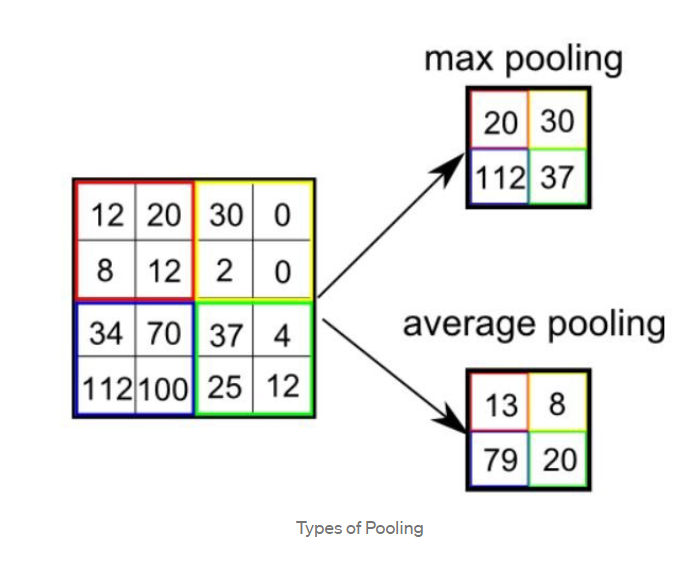 max pooling
20 30
112 37
12 20 30 0
8 12 2 0
34 70 37 4
112 100 25 12
average pooling
13 8
79 20
Types of Pooling